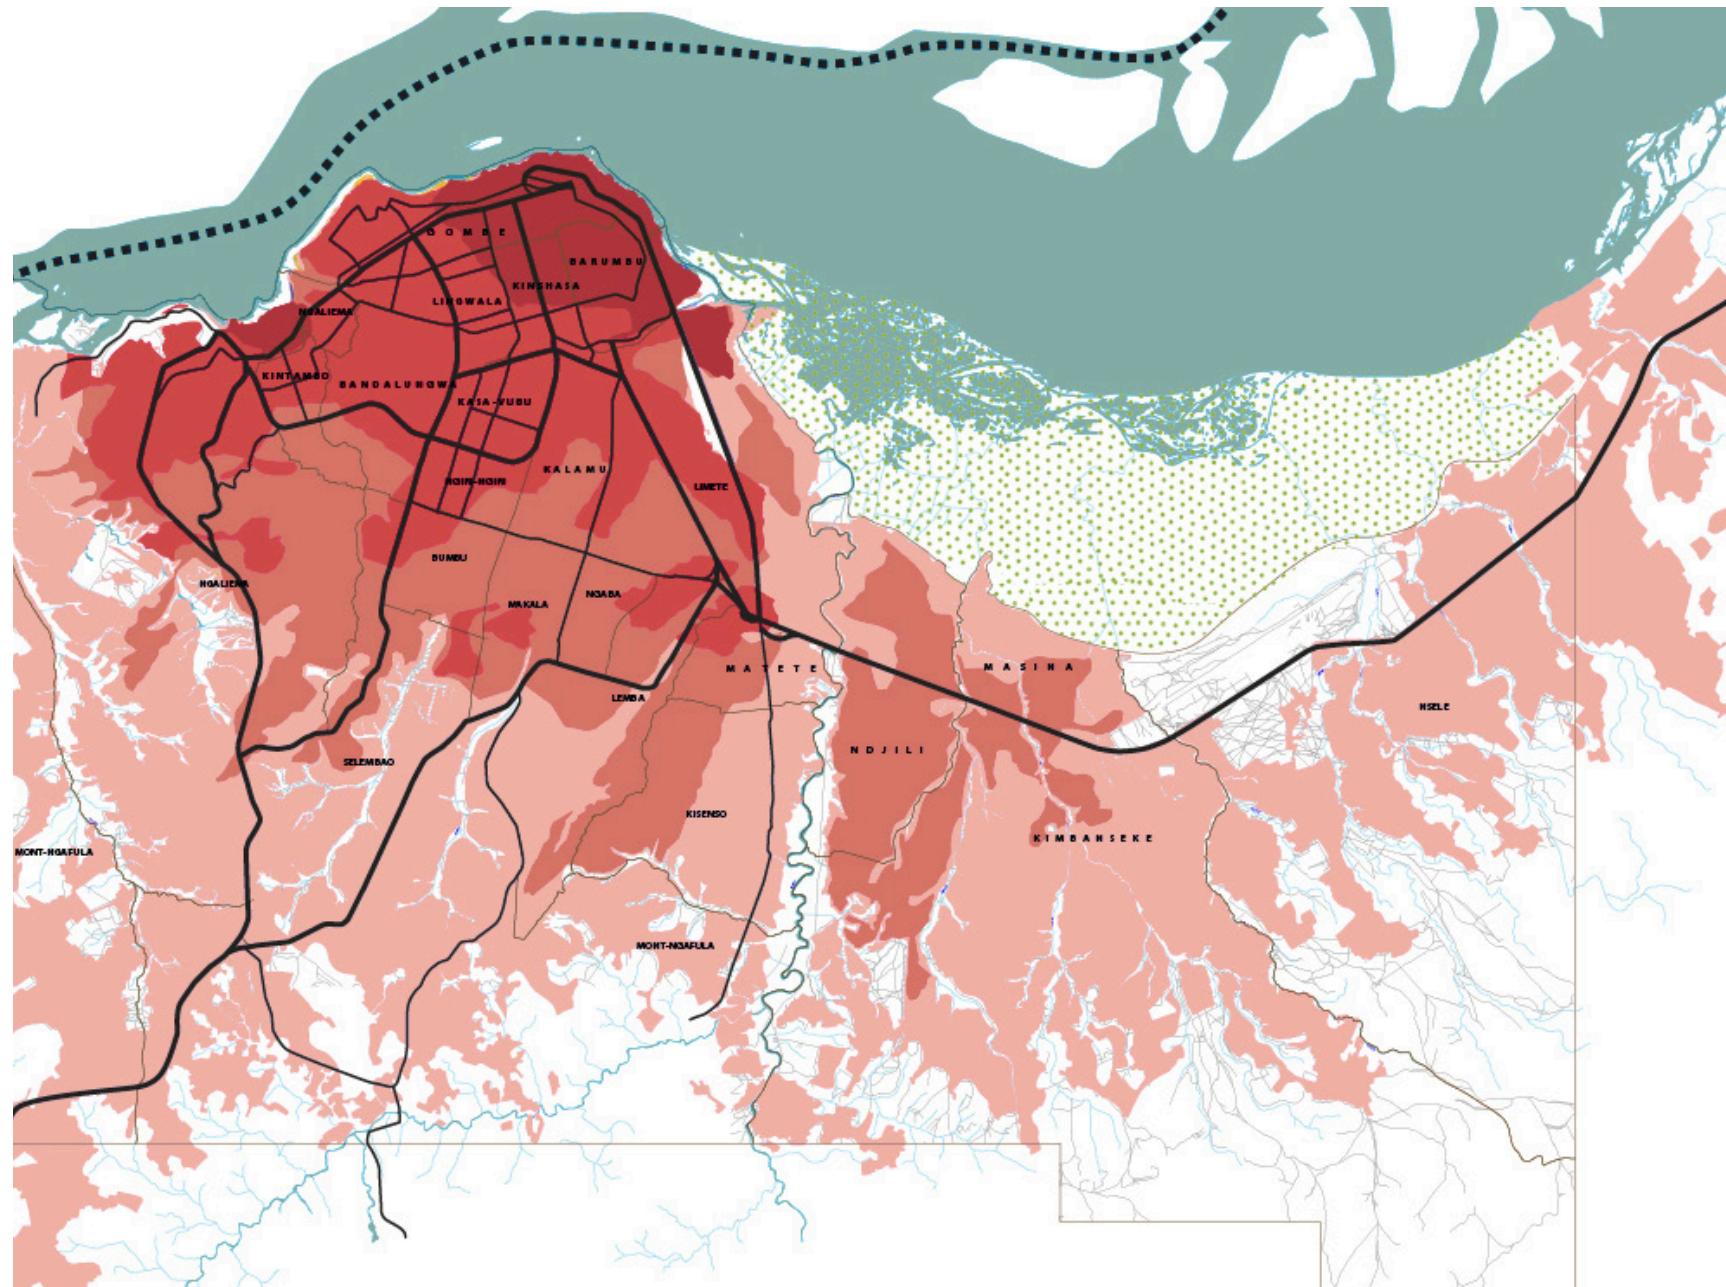 GOMBE
BARUMBU
KINSHASA
LINGWALA
NGALIEMA
KINTAMBO
BANDALUNGWA
KASA-VUBU
KALAMU
NGIRI-NGIRI
LIMETE
BUMBU
NGALIEMA
NGABA
MAKALA
MATETE
MASINA
LEMBA
NSELE
NDJILI
SELEMBAO
KISENSO
KIMBANSEKE
MONT-NGAFULA
MONT-NGAFULA